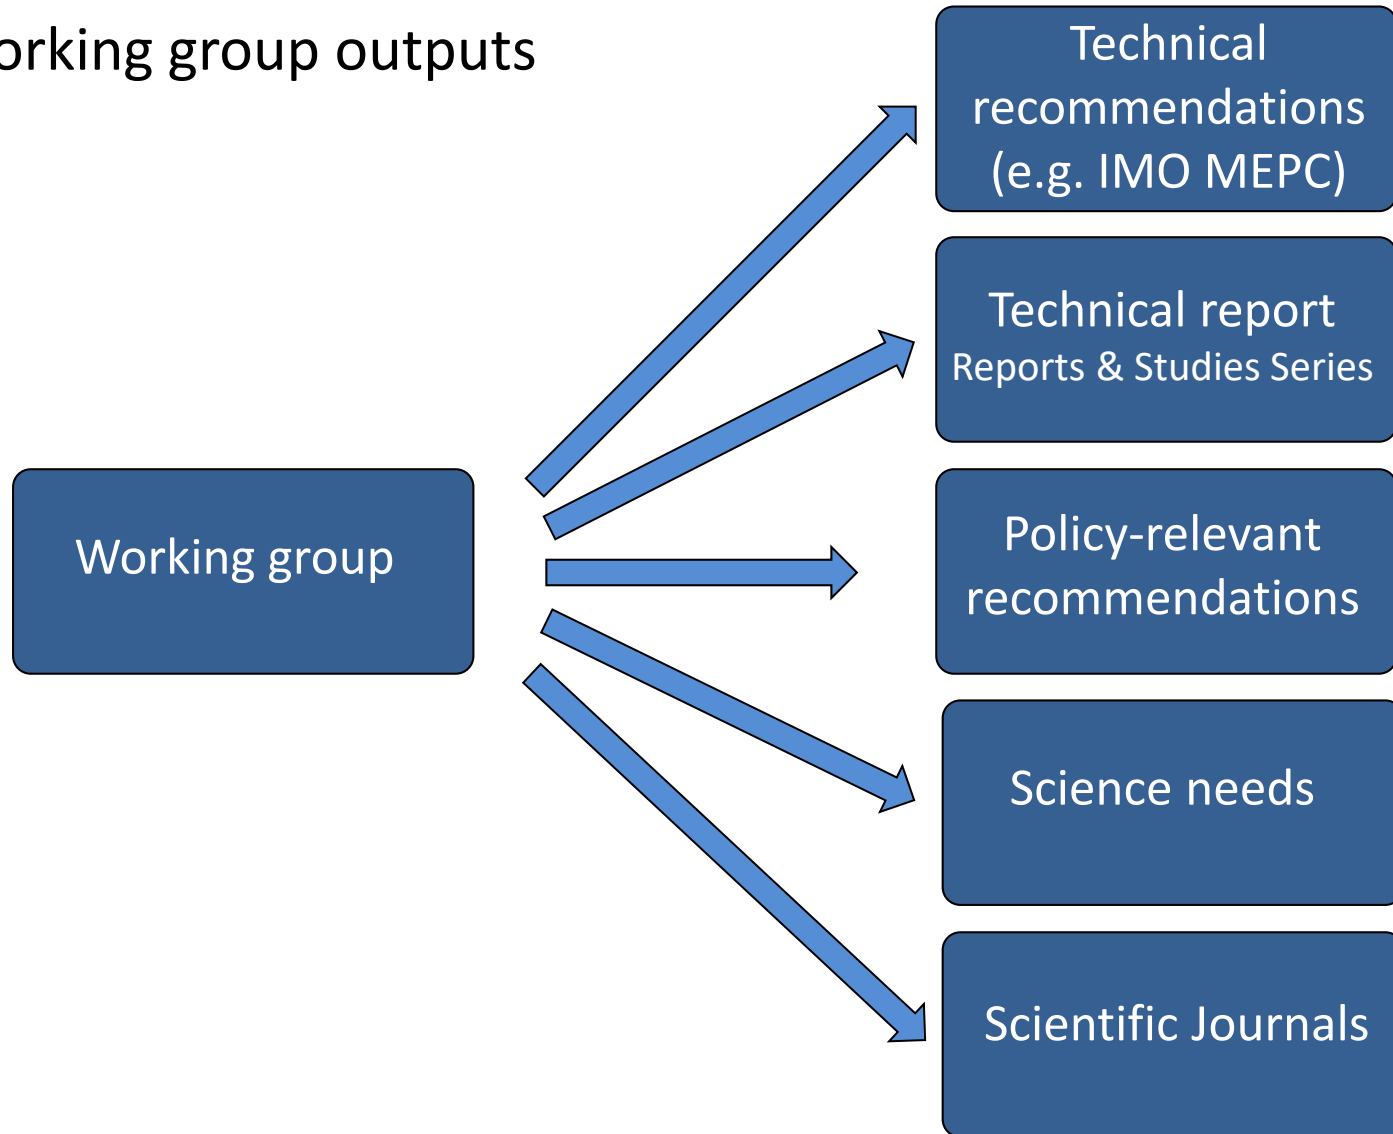 orking group outputs
Technical
recommendations
(e.g. IMO MEPC)
Technical report
Reports & Studies Series
Working group
Policy-relevant
recommendations
Science needs
Scientific Journals